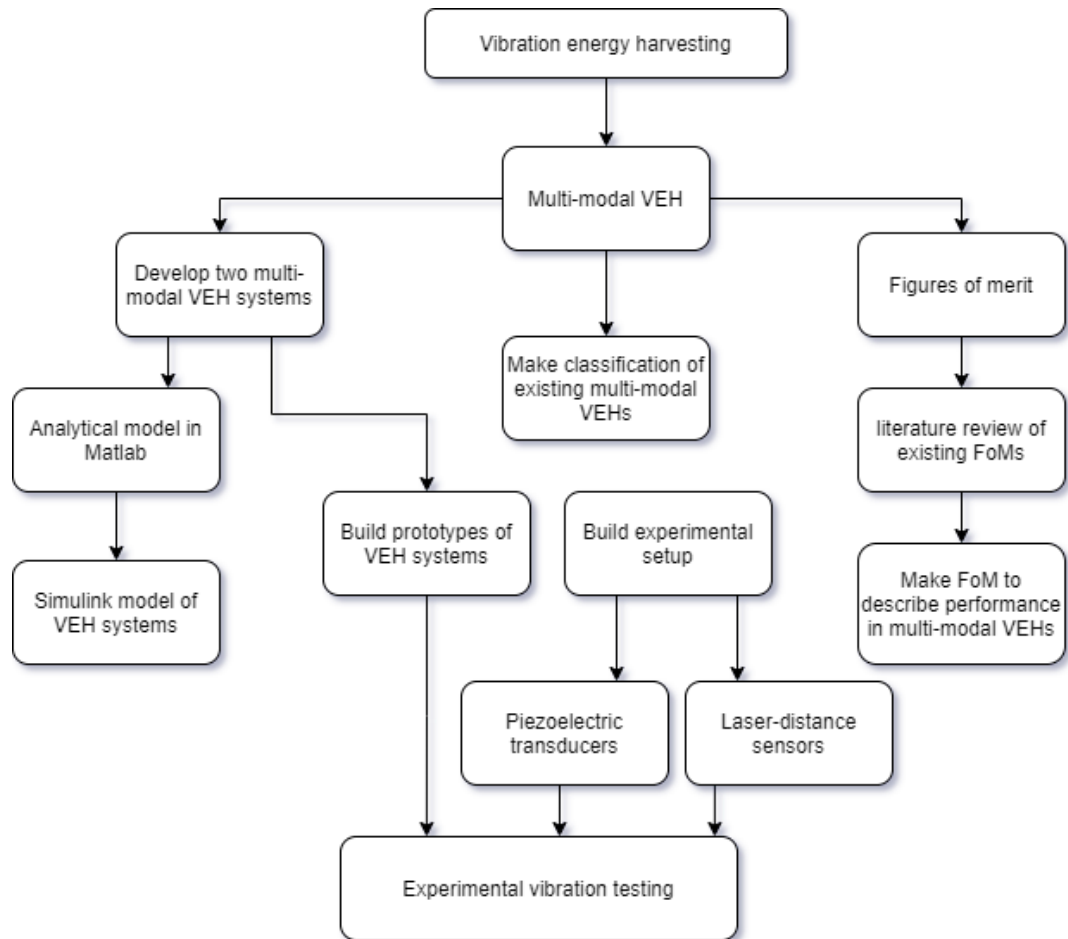 Vibration energy harvesting
Multi-modal VEH
Develop two multi-
modal VEH systems
Figures of merit
Make classification of
existing multi-modal
VEHs
Analytical model in
Matlab
literature review of
existing FoMs
Build prototypes of
VEH systems
Build experimental
setup
Simulink model of
VEH systems
Make FoM to
describe performance
in multi-modal VEHs
Piezoelectric
transducers
Laser-distance
sensors
Experimental vibration testing